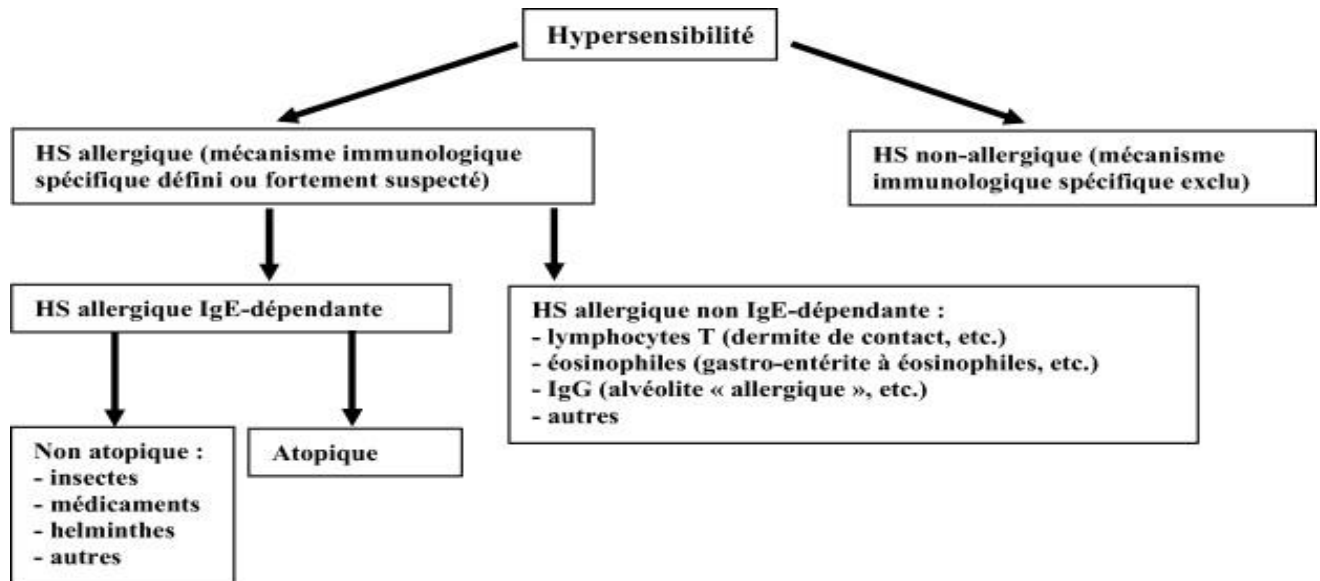 Hypersensibilité
HS allergique (mécanisme immunologique
spécifique défini ou fortement suspecté)
HS non-allergique (mécanisme
immunologique spécifique exclu)
HS allergique IgE-dépendante
HS allergique non IgE-dépendante :
- lymphocytes T (dermite de contact, etc.)
- éosinophiles (gastro-entérite à éosinophiles, etc.)
- IgG (alvéolite « allergique », etc.)
- autres
Non atopique :
- insectes
- médicaments
- helminthes
- autres
Atopique